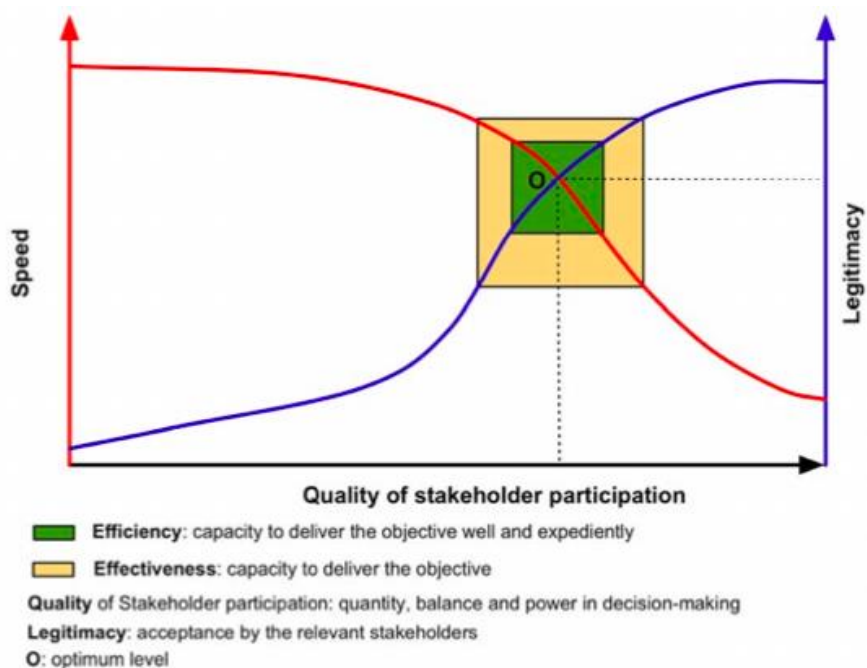 Speed
O
Legitimacy
Quality of stakeholder participation
Efficiency: capacity to deliver the objective well and expediently
Effectiveness: capacity to deliver the objective
Quality of Stakeholder participation: quantity, balance and power in decision-making
Legitimacy: acceptance by the relevant stakeholders
O: optimum level